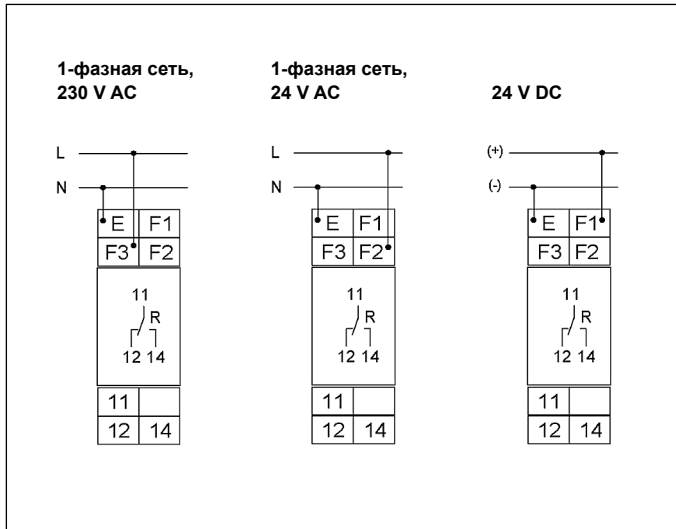 1-фазная сеть,
230 V AC
L
N
E F1
F3 F2
11
R
12 14
11
12 14
1-фазная сеть,
24 V AC
L
N
E F1
F3 F2
11
R
12 14
11
12 14
24 V DC
(+)
(-)
E F1
F3 F2
11
R
12 14
11
12 14